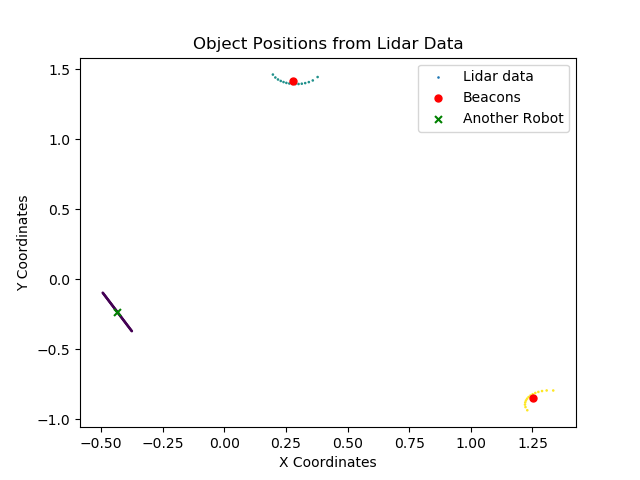 Object Positions from Lidar Data
1.5
1.0
0.5
0.0
−0.5
−1.0
Y Coordinates
Lidar data
Beacons
Another Robot
−0.50 −0.25 0.00 0.25 0.50 0.75 1.00 1.25
X Coordinates